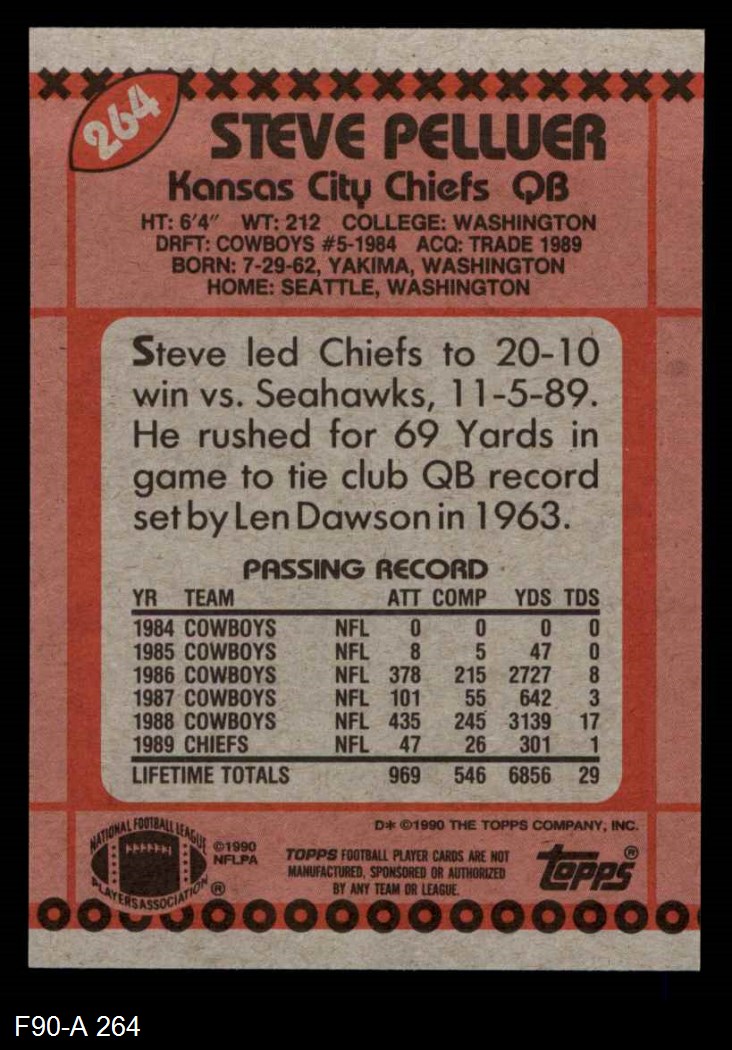 264
STEVE PELLUER
Kansas City Chiefs QB
HT: 6'4" WT: 212 COLLEGE: WASHINGTON
DRFT: COWBOYS #5-1984 ACQ: TRADE 1989
BORN: 7-29-62, YAKIMA, WASHINGTON
HOME: SEATTLE, WASHINGTON
Steve led Chiefs to 20-10
win vs. Seahawks, 11-5-89.
He rushed for 69 Yards in
game to tie club QB record
set by Len Dawson in 1963.
PASSING RECORD
YR TEAM ATT COMP YDS TDS
1984 COWBOYS NFL 0 0 0 0
1985 COWBOYS NFL 8 5 47 0
1986 COWBOYS NFL 378 215 2727 8
1987 COWBOYS NFL 101 55 642 3
1988 COWBOYS NFL 435 245 3139 17
1989 CHIEFS NFL 47 26 301 1
LIFETIME TOTALS 969 546 6856 29
D* ©1990 THE TOPPS COMPANY, INC.
NATIONAL FOOTBALL LEAGUE
PLAYERS ASSOCIATION ®
©1990
NFLPA
TOPPS FOOTBALL PLAYER CARDS ARE NOT
MANUFACTURED, SPONSORED OR AUTHORIZED
BY ANY TEAM OR LEAGUE.
topps®
F90-A 264